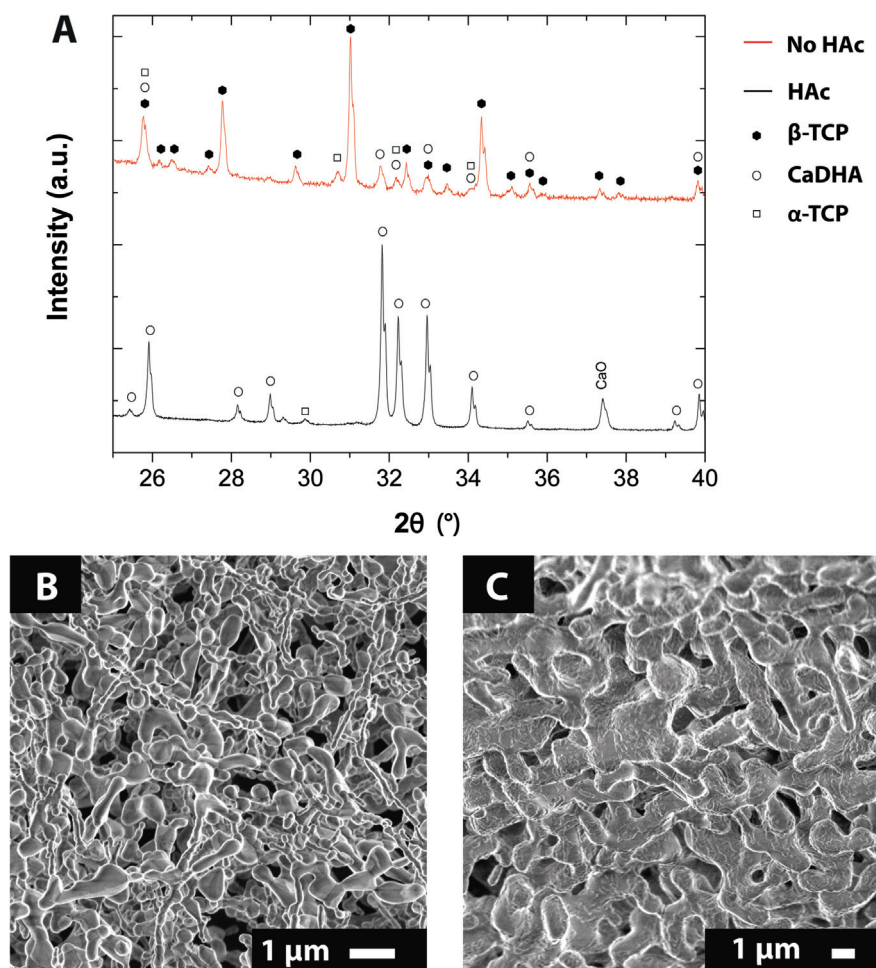 A
No HAc
HAc
β-TCP
CaDHA
α-TCP
Intensity (a.u.)
CaO
26 28 30 32 34 36 38 40
2θ (°)
B
C
1 μm
1 μm